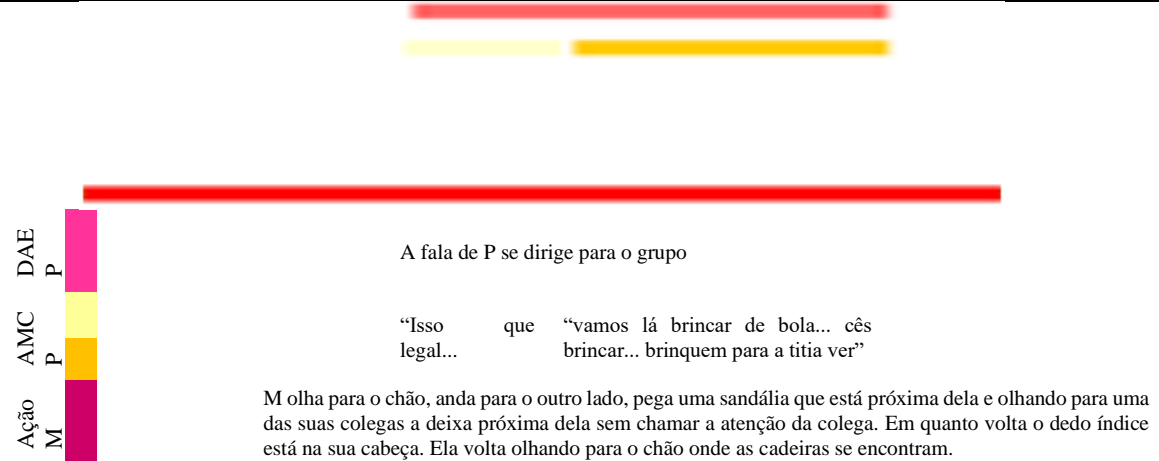 DAE
P
A fala de P se dirige para o grupo
AMC
P
“Isso que
legal...
“vamos lá brincar de bola... cês
brincar... brinquem para a titia ver”
Ação
M
M olha para o chão, anda para o outro lado, pega uma sandália que está próxima dela e olhando para uma
das suas colegas a deixa próxima dela sem chamar a atenção da colega. Em quanto volta o dedo índice
está na sua cabeça. Ela volta olhando para o chão onde as cadeiras se encontram.